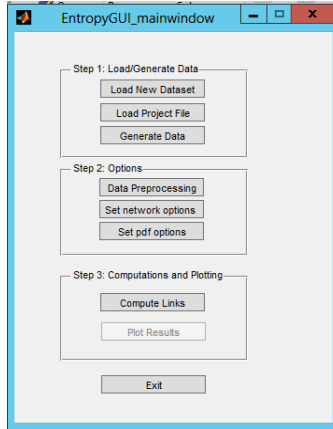 EntropyGUI_mainwindow
Step 1: Load/Generate Data
Load New Dataset
Load Project File
Generate Data
Step 2: Options
Data Preprocessing
Set network options
Set pdf options
Step 3: Computations and Plotting
Compute Links
Plot Results
Exit